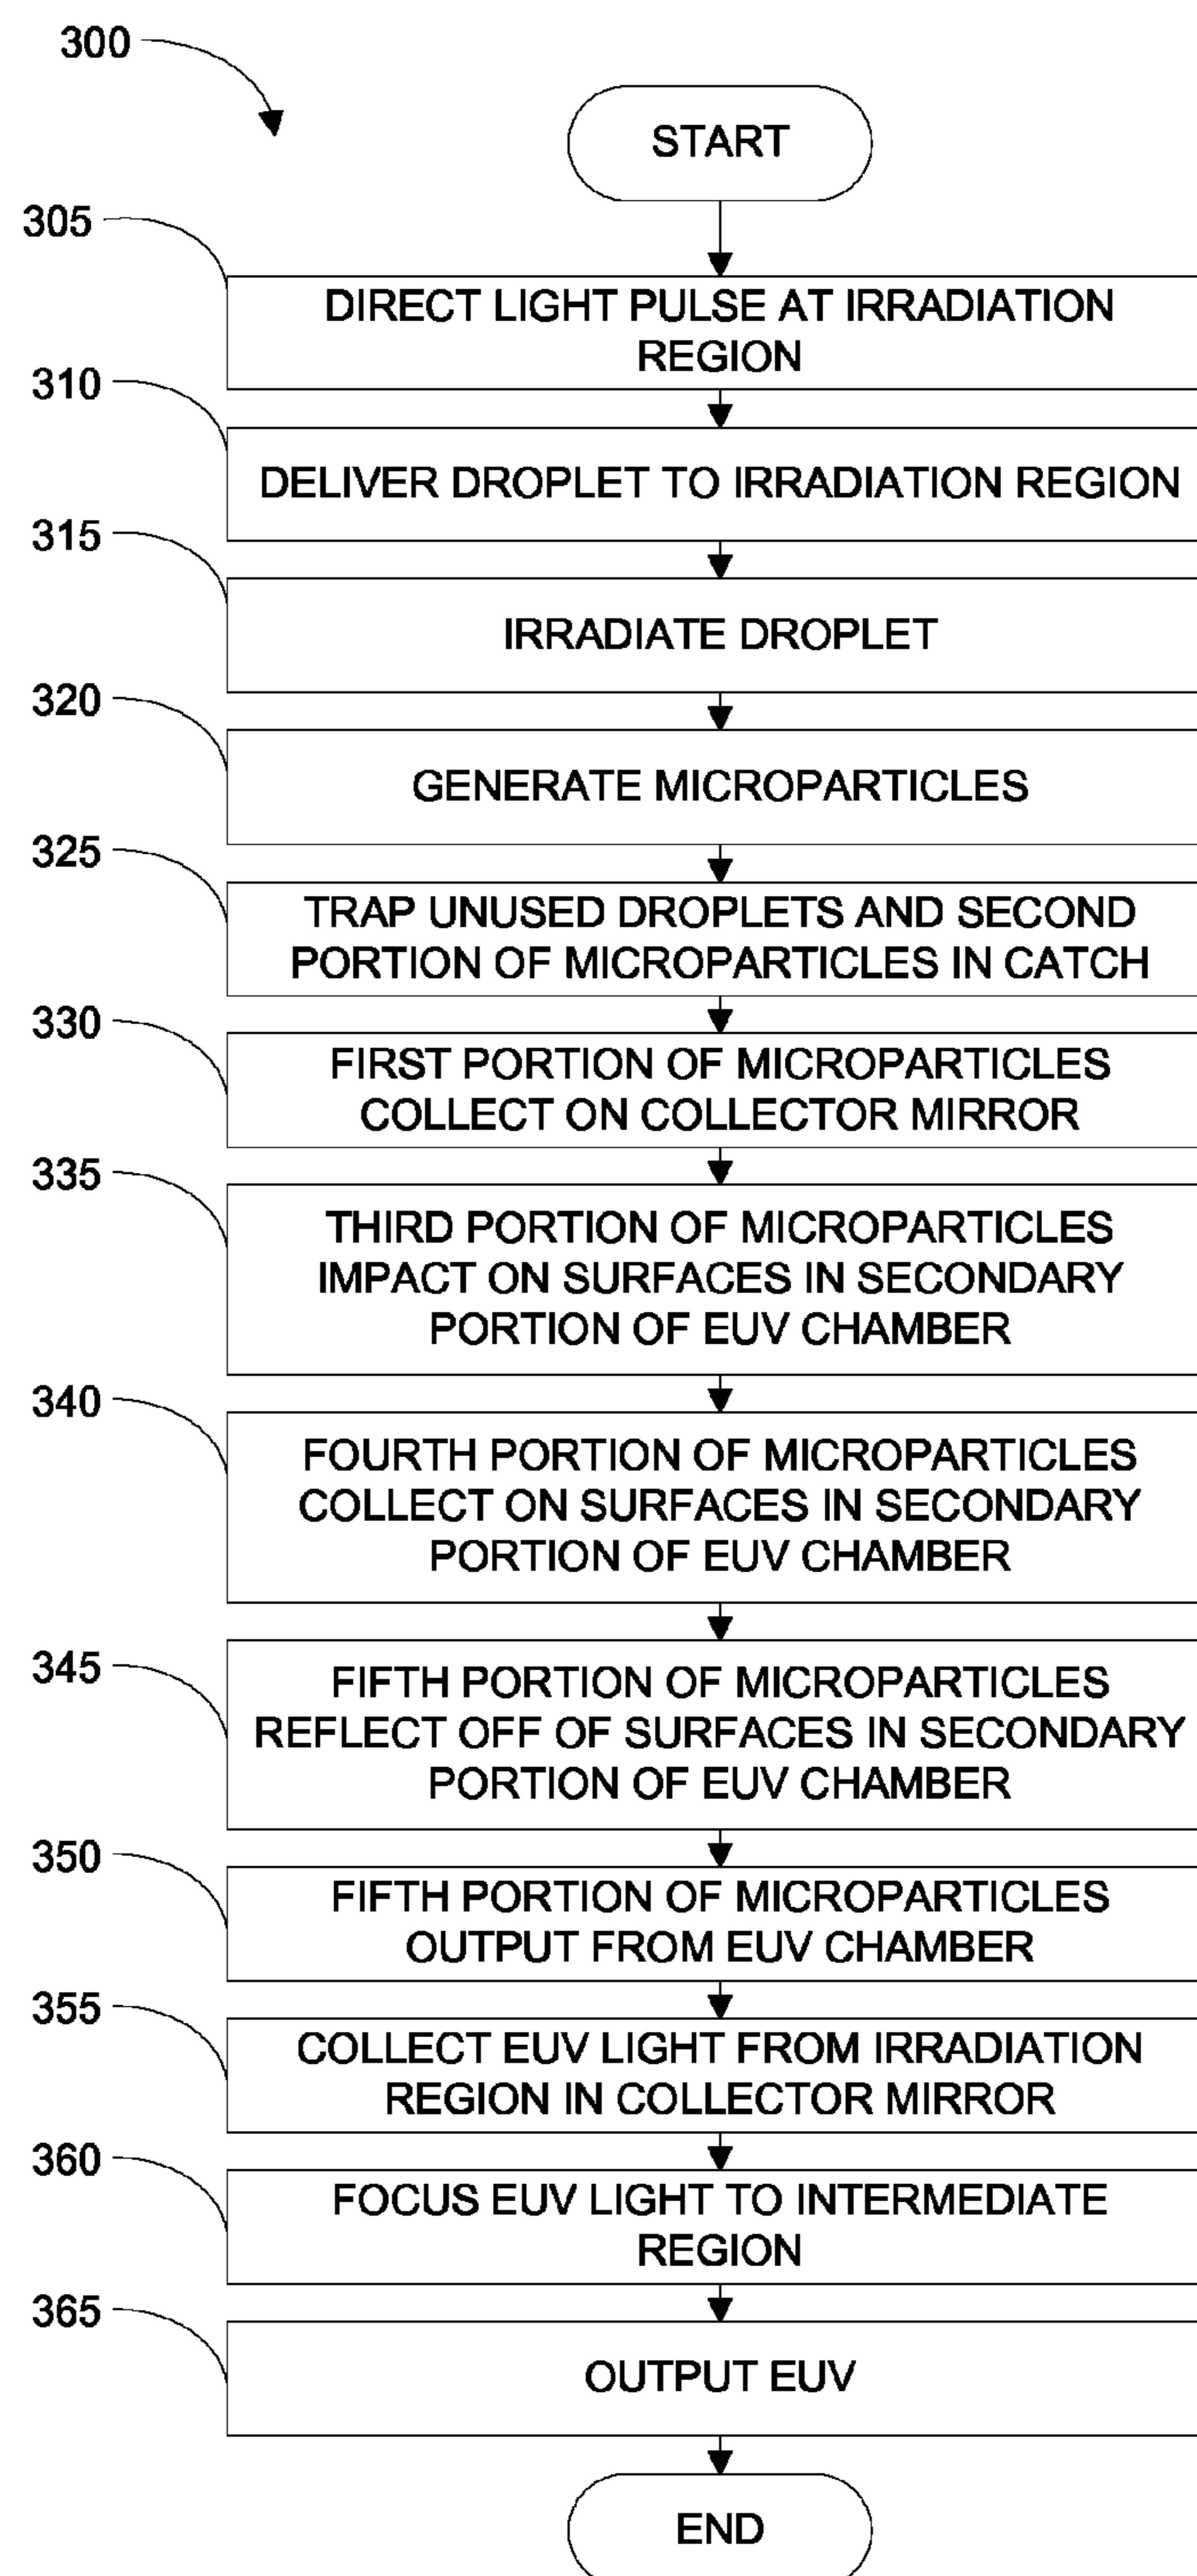 300
START
305
DIRECT LIGHT PULSE AT IRRADIATION
REGION
310
DELIVER DROPLET TO IRRADIATION REGION
315
IRRADIATE DROPLET
320
GENERATE MICROPARTICLES
325
TRAP UNUSED DROPLETS AND SECOND
PORTION OF MICROPARTICLES IN CATCH
330
FIRST PORTION OF MICROPARTICLES
COLLECT ON COLLECTOR MIRROR
335
THIRD PORTION OF MICROPARTICLES
IMPACT ON SURFACES IN SECONDARY
PORTION OF EUV CHAMBER
340
FOURTH PORTION OF MICROPARTICLES
COLLECT ON SURFACES IN SECONDARY
PORTION OF EUV CHAMBER
345
FIFTH PORTION OF MICROPARTICLES
REFLECT OFF OF SURFACES IN SECONDARY
PORTION OF EUV CHAMBER
350
FIFTH PORTION OF MICROPARTICLES
OUTPUT FROM EUV CHAMBER
355
COLLECT EUV LIGHT FROM IRRADIATION
REGION IN COLLECTOR MIRROR
360
FOCUS EUV LIGHT TO INTERMEDIATE
REGION
365
OUTPUT EUV
END